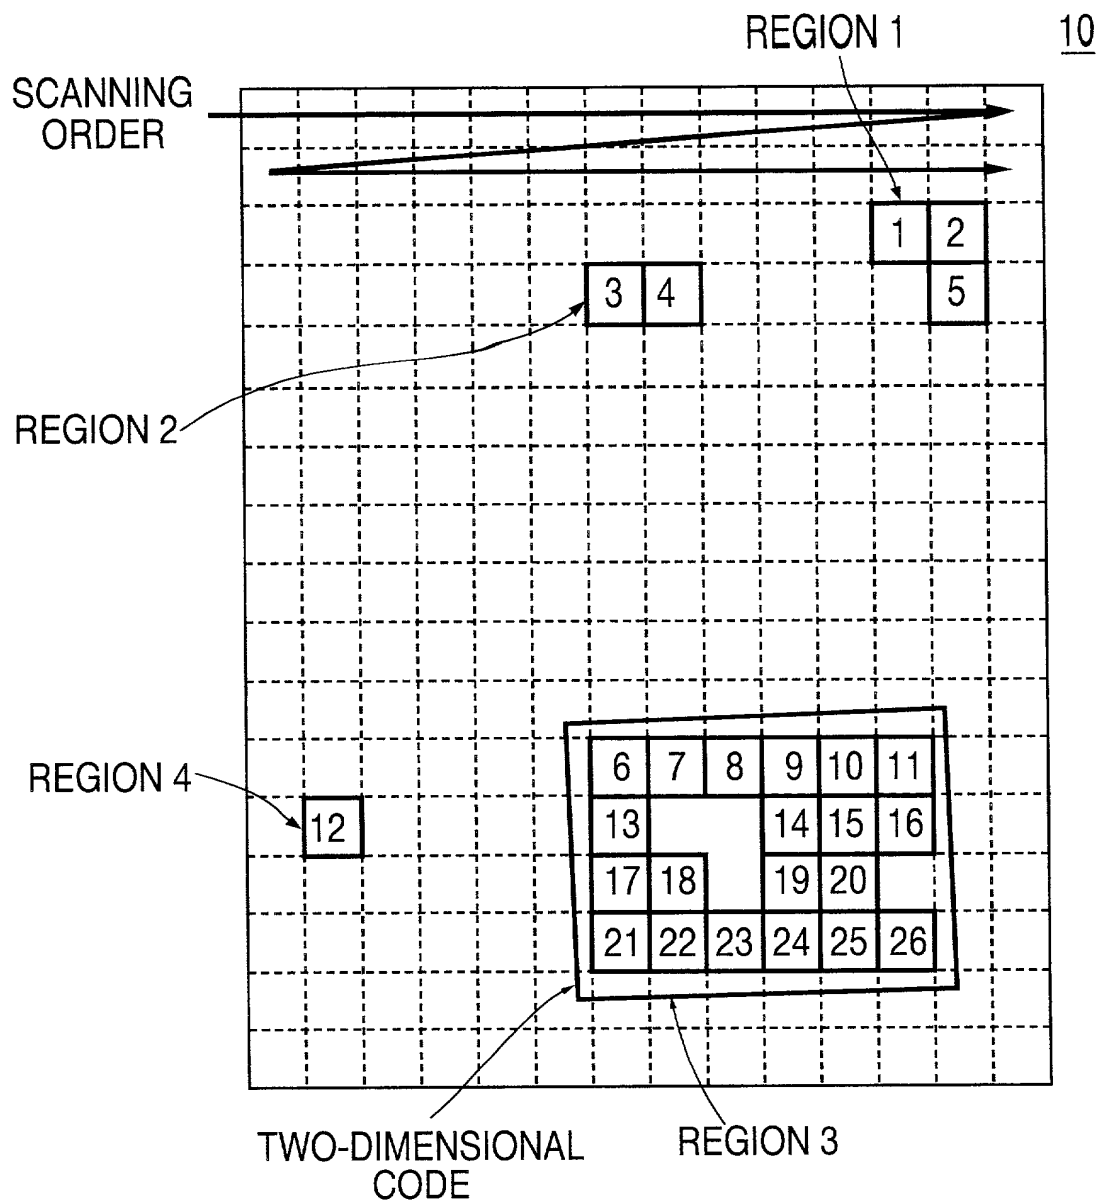 REGION 1
10
SCANNING
ORDER
1 2
3 4 5
REGION 2
6 7 8 9 10 11
REGION 4
12 13 14 15 16
17 18 19 20
21 22 23 24 25 26
TWO-DIMENSIONAL
CODE
REGION 3